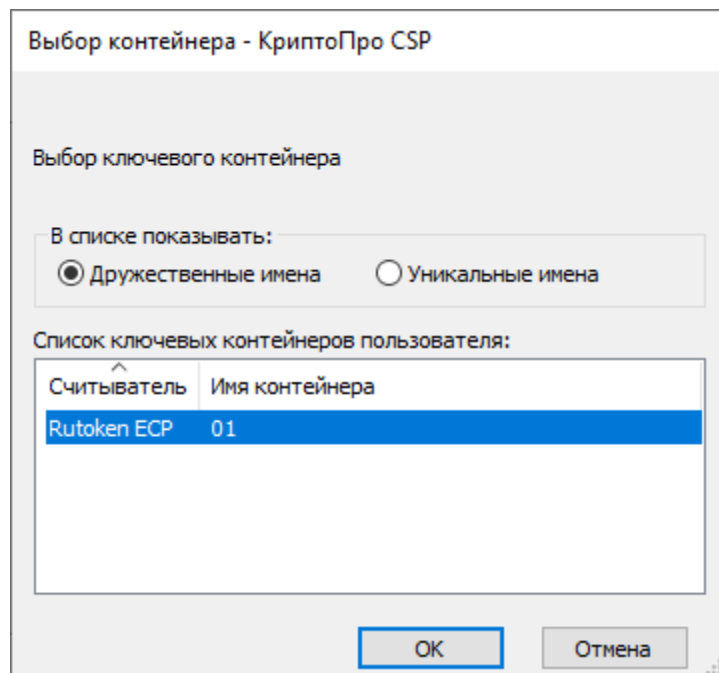 Выбор контейнера - КриптоПро CSP
Выбор ключевого контейнера
В списке показывать:
Дружественные имена Уникальные имена
Список ключевых контейнеров пользователя:
Считыватель Имя контейнера
Rutoken ECP 01
OK Отмена